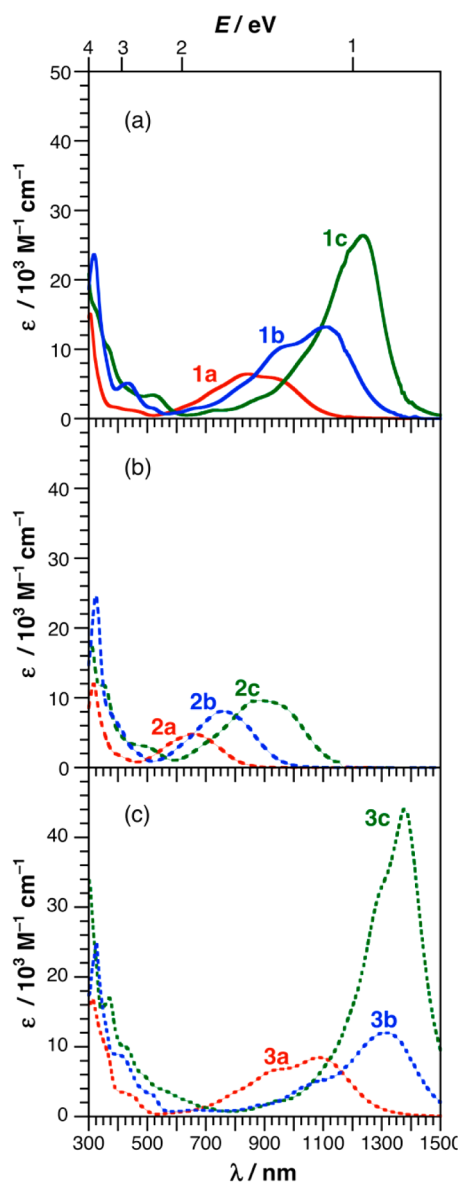 E / eV
4 3 2 1
50
(a)
40
ε / 10³ M⁻¹ cm⁻¹
30
1c
20
1b
1a
10
0
(b)
40
ε / 10³ M⁻¹ cm⁻¹
30
20
2b 2c
2a
10
0
(c)
3c
40
ε / 10³ M⁻¹ cm⁻¹
30
20
3b
10
3a
0
300 500 700 900 1100 1300 1500
λ / nm